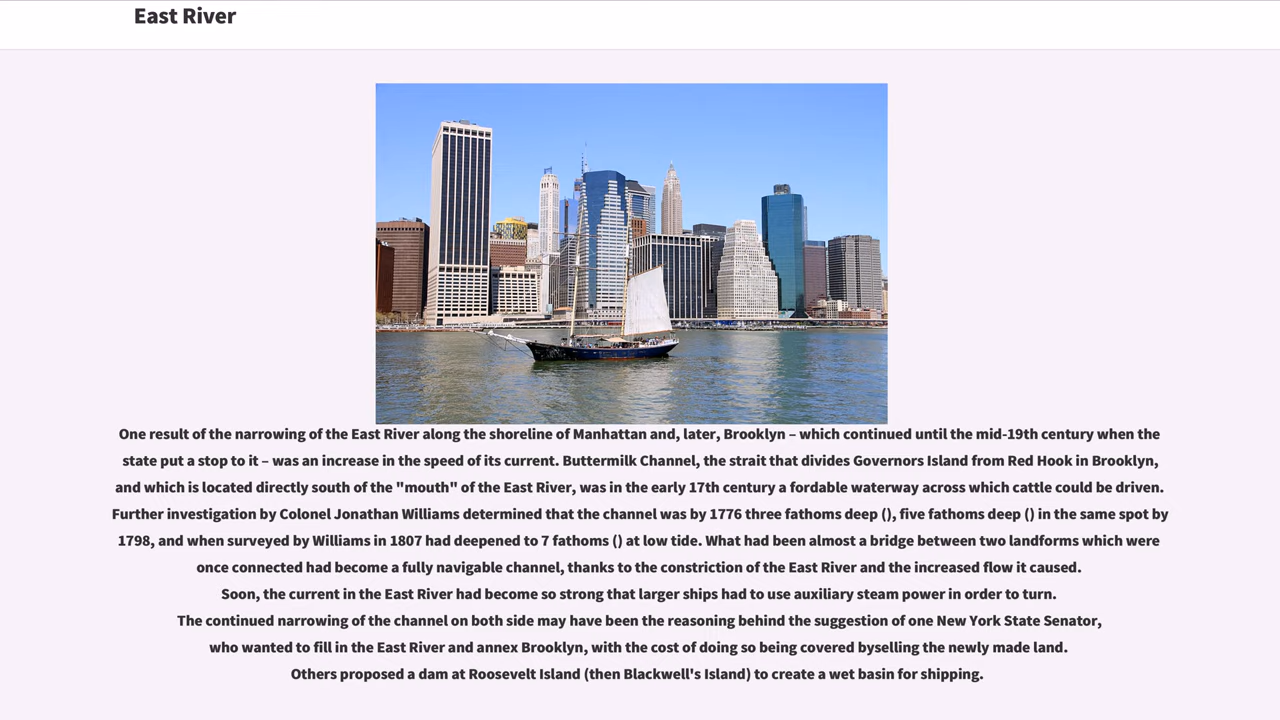 East River
One result of the narrowing of the East River along the shoreline of Manhattan and, later, Brooklyn – which continued until the mid-19th century when the
state put a stop to it – was an increase in the speed of its current. Buttermilk Channel, the strait that divides Governors Island from Red Hook in Brooklyn,
and which is located directly south of the "mouth" of the East River, was in the early 17th century a fordable waterway across which cattle could be driven.
Further investigation by Colonel Jonathan Williams determined that the channel was by 1776 three fathoms deep (), five fathoms deep () in the same spot by
1798, and when surveyed by Williams in 1807 had deepened to 7 fathoms () at low tide. What had been almost a bridge between two landforms which were
once connected had become a fully navigable channel, thanks to the constriction of the East River and the increased flow it caused.
Soon, the current in the East River had become so strong that larger ships had to use auxiliary steam power in order to turn.
The continued narrowing of the channel on both side may have been the reasoning behind the suggestion of one New York State Senator,
who wanted to fill in the East River and annex Brooklyn, with the cost of doing so being covered byselling the newly made land.
Others proposed a dam at Roosevelt Island (then Blackwell's Island) to create a wet basin for shipping.